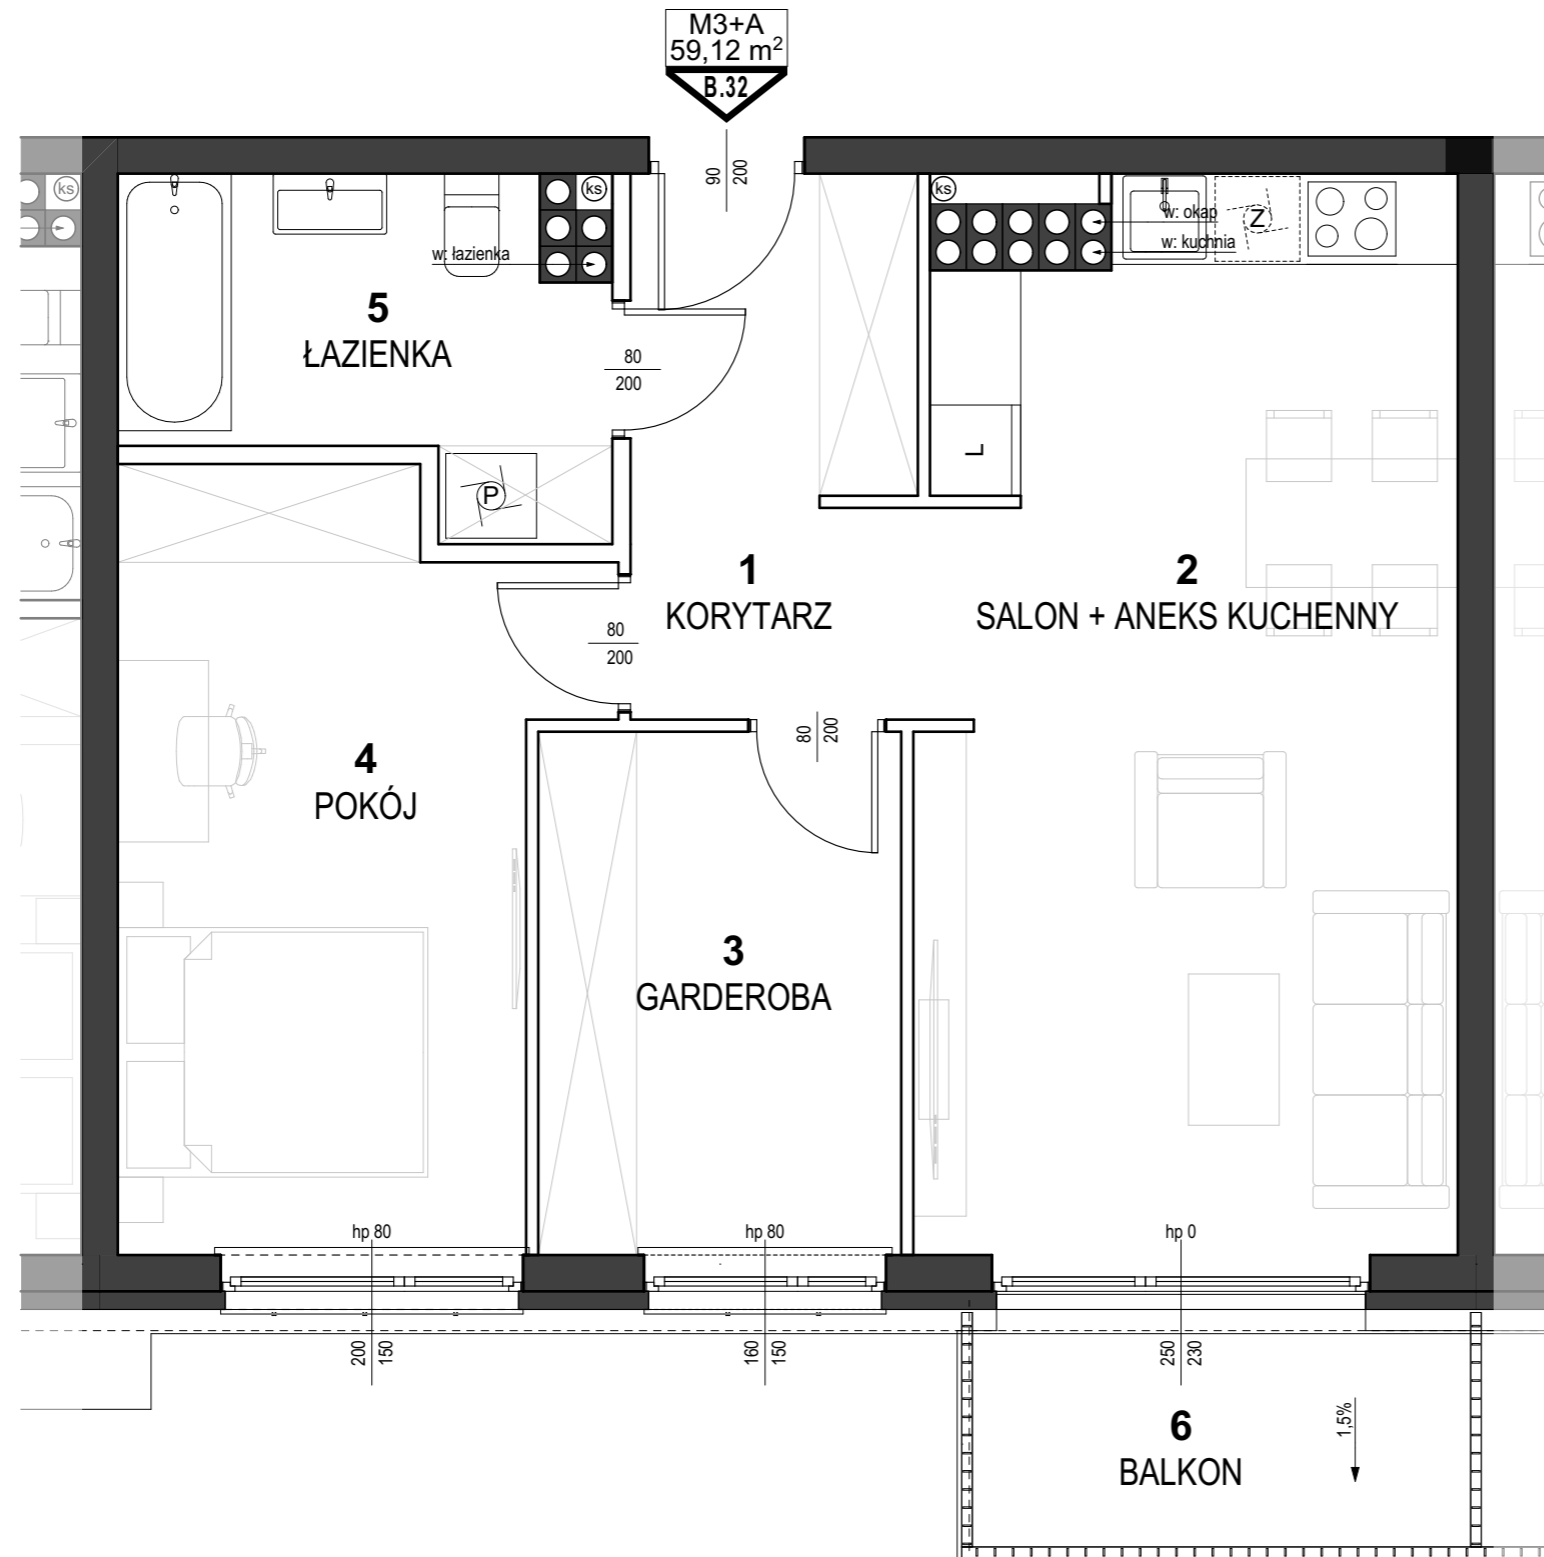 M3+A
59,12 m²
B.32
90
200
ks
ks
ks
w: okap
w: kuchnia
Z
w: łazienka
5
ŁAZIENKA
80
200
L
P
1
KORYTARZ
2
SALON + ANEKS KUCHENNY
80
200
80
200
4
POKÓJ
3
GARDEROBA
hp 80
hp 80
hp 0
200
150
160
150
250
230
6
BALKON
1,5%